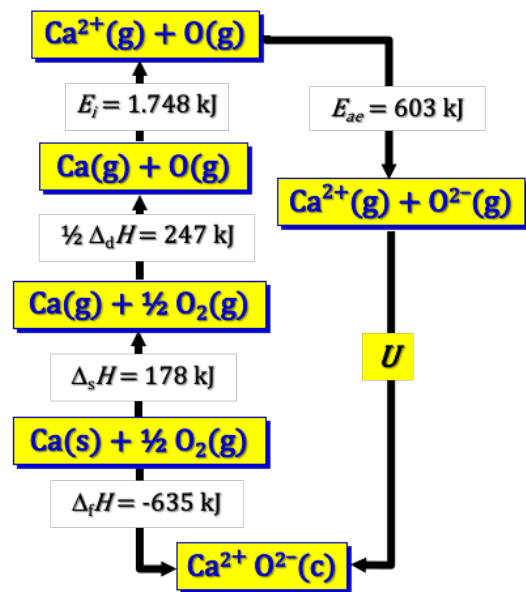 Ca²⁺(g) + O(g)
Eᵢ = 1.748 kJ
Eₐₑ = 603 kJ
Ca(g) + O(g)
Ca²⁺(g) + O²⁻(g)
½ Δ_dH = 247 kJ
Ca(g) + ½ O₂(g)
U
ΔₛH = 178 kJ
Ca(s) + ½ O₂(g)
Δ_fH = -635 kJ
Ca²⁺ O²⁻(c)